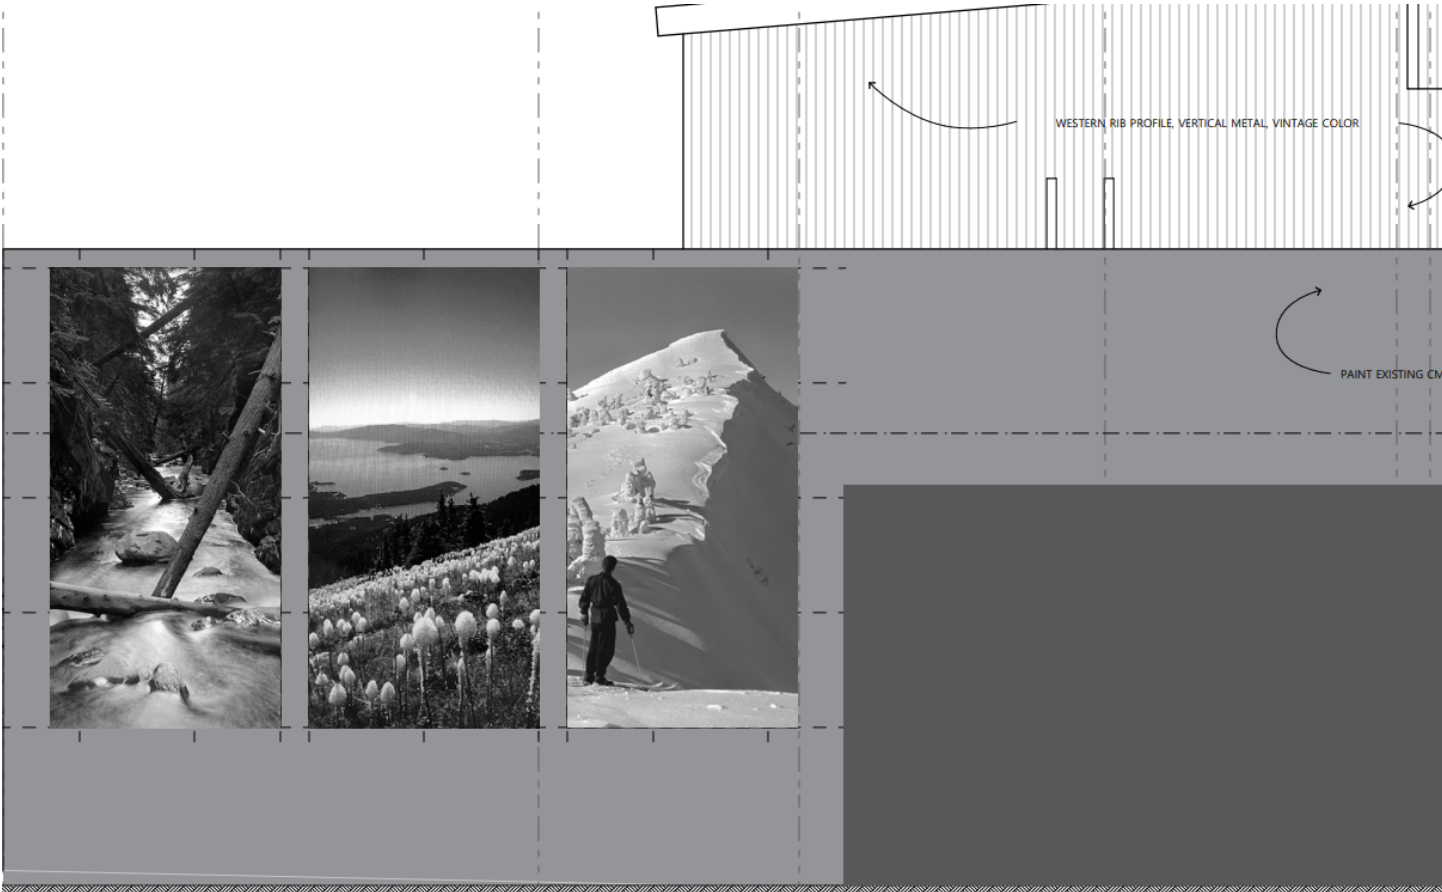 WESTERN RIB PROFILE, VERTICAL METAL, VINTAGE COLOR
PAINT EXISTING CM